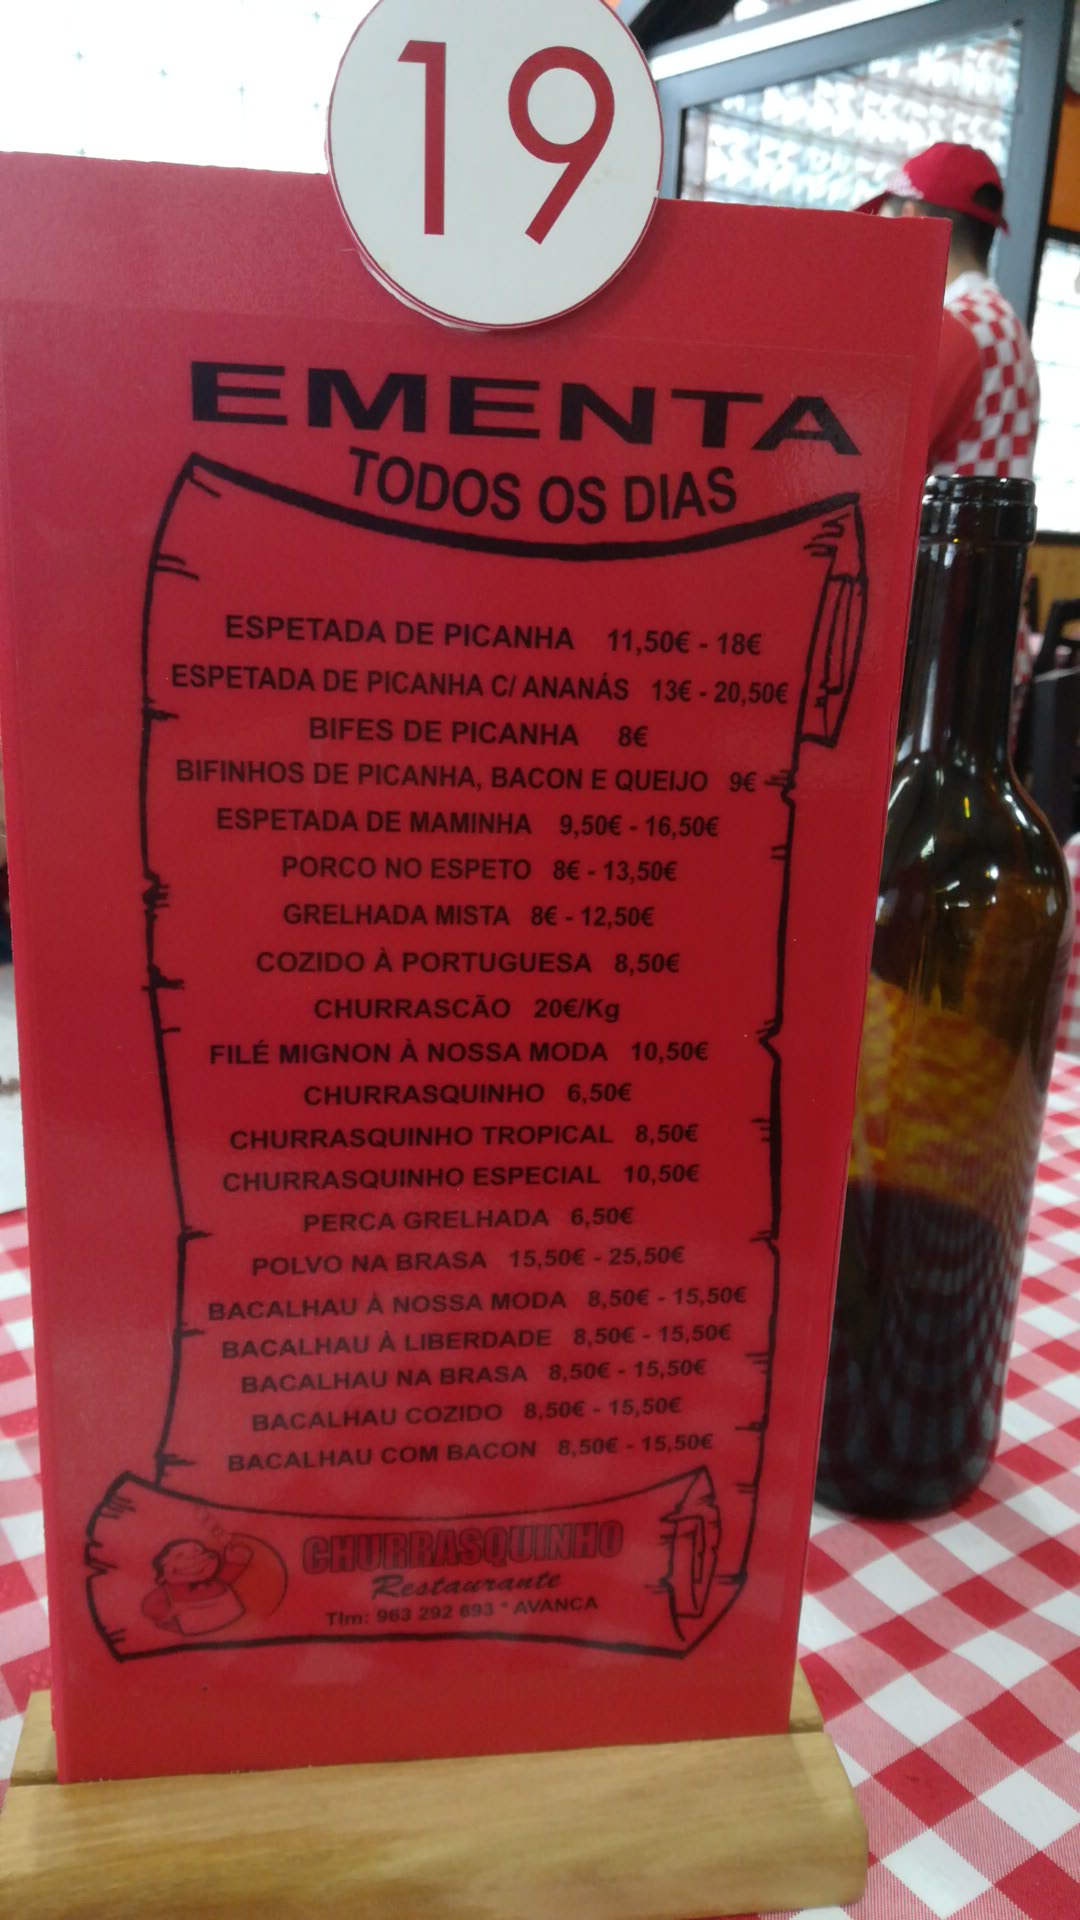 19
EMENTA
TODOS OS DIAS
ESPETADA DE PICANHA 11,50€ - 18€
ESPETADA DE PICANHA C/ ANANÁS 13€ - 20,50€
BIFES DE PICANHA 8€
BIFINHOS DE PICANHA, BACON E QUEIJO 9€
ESPETADA DE MAMINHA 9,50€ - 16,50€
PORCO NO ESPETO 8€ - 13,50€
GRELHADA MISTA 8€ - 12,50€
COZIDO À PORTUGUESA 8,50€
CHURRASCÃO 20€/Kg
FILÉ MIGNON À NOSSA MODA 10,50€
CHURRASQUINHO 6,50€
CHURRASQUINHO TROPICAL 8,50€
CHURRASQUINHO ESPECIAL 10,50€
PERCA GRELHADA 6,50€
POLVO NA BRASA 15,50€ - 25,50€
BACALHAU À NOSSA MODA 8,50€ - 15,50€
BACALHAU À LIBERDADE 8,50€ - 15,50€
BACALHAU NA BRASA 8,50€ - 15,50€
BACALHAU COZIDO 8,50€ - 15,50€
BACALHAU COM BACON 8,50€ - 15,50€
CHURRASQUINHO
Restaurante
Tlm: 963 292 693 * AVANCA